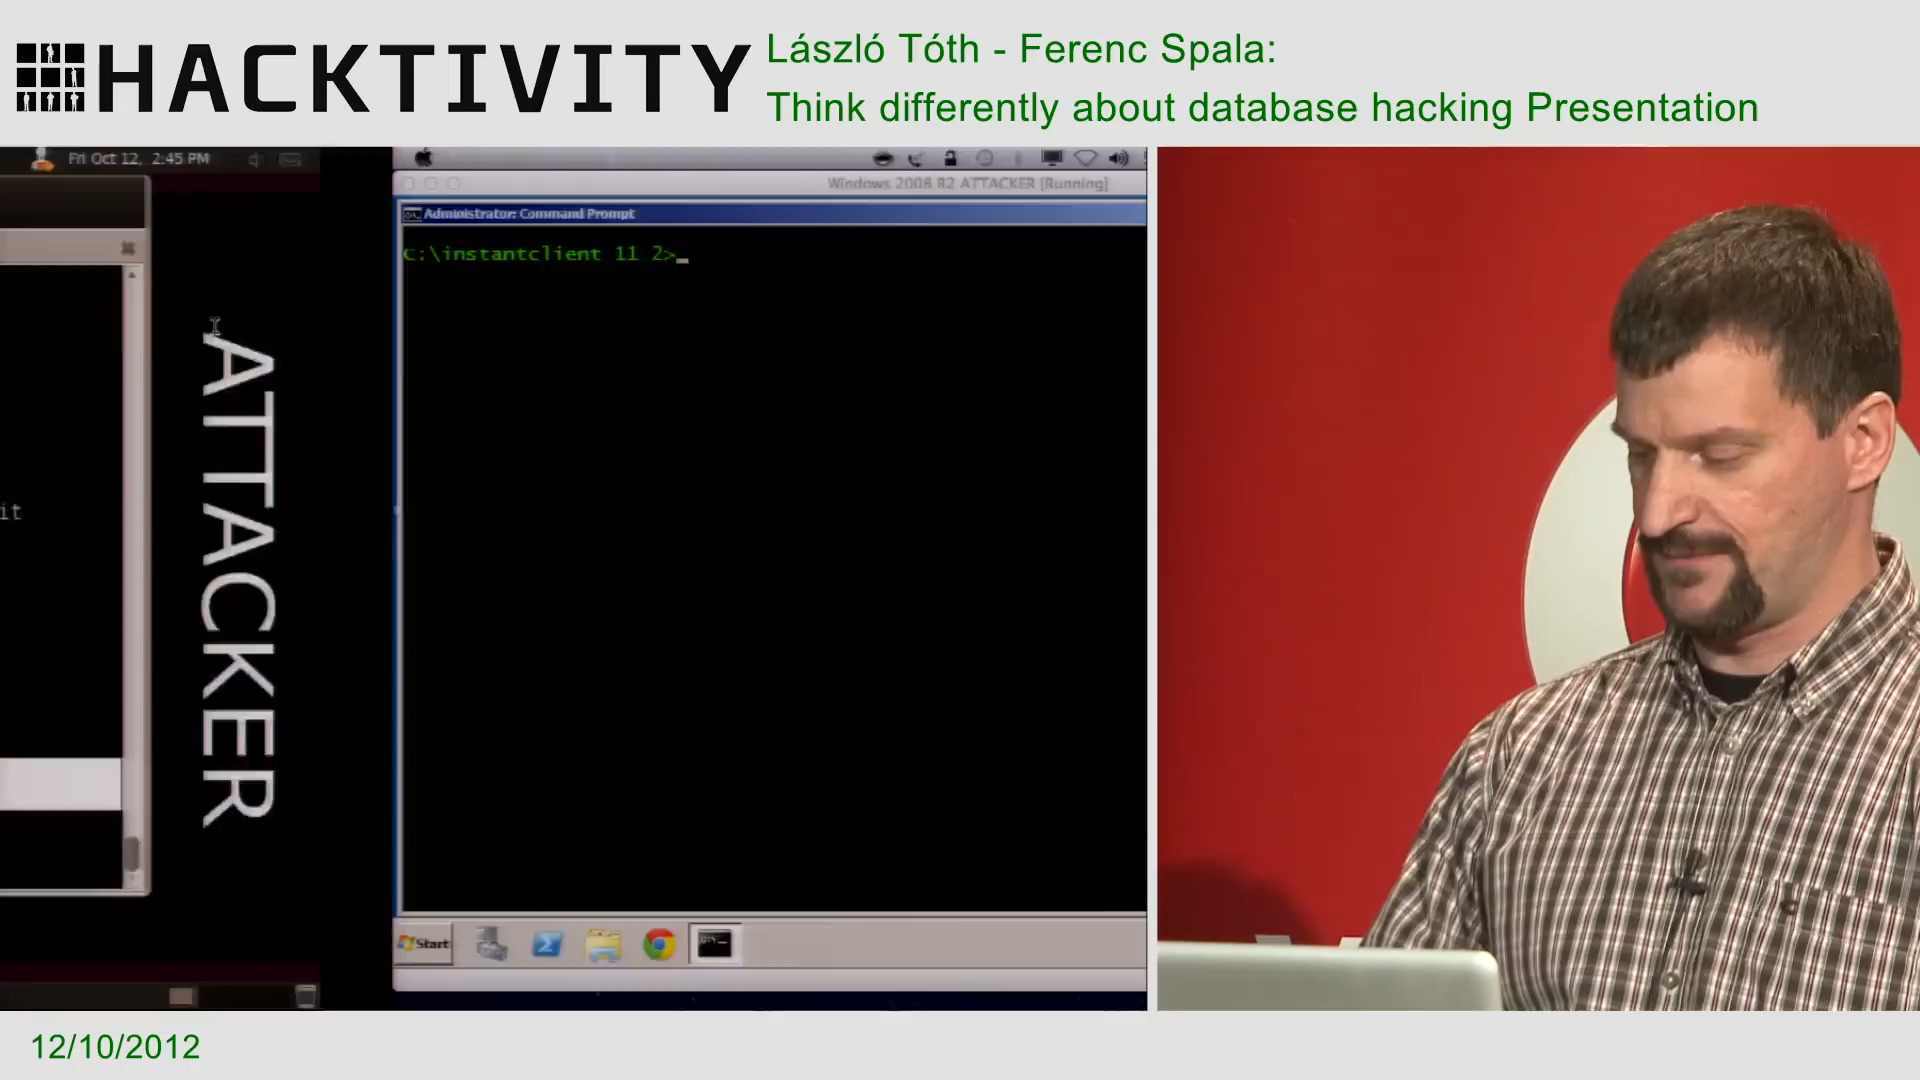 HACKTIVITY
László Tóth - Ferenc Spala:
Think differently about database hacking Presentation
Fri Oct 12, 2:45 PM
Windows 2008 R2 ATTACKER [Running]
Administrator: Command Prompt
C:\instantclient 11 2>
it
ATTACKER
Start
12/10/2012